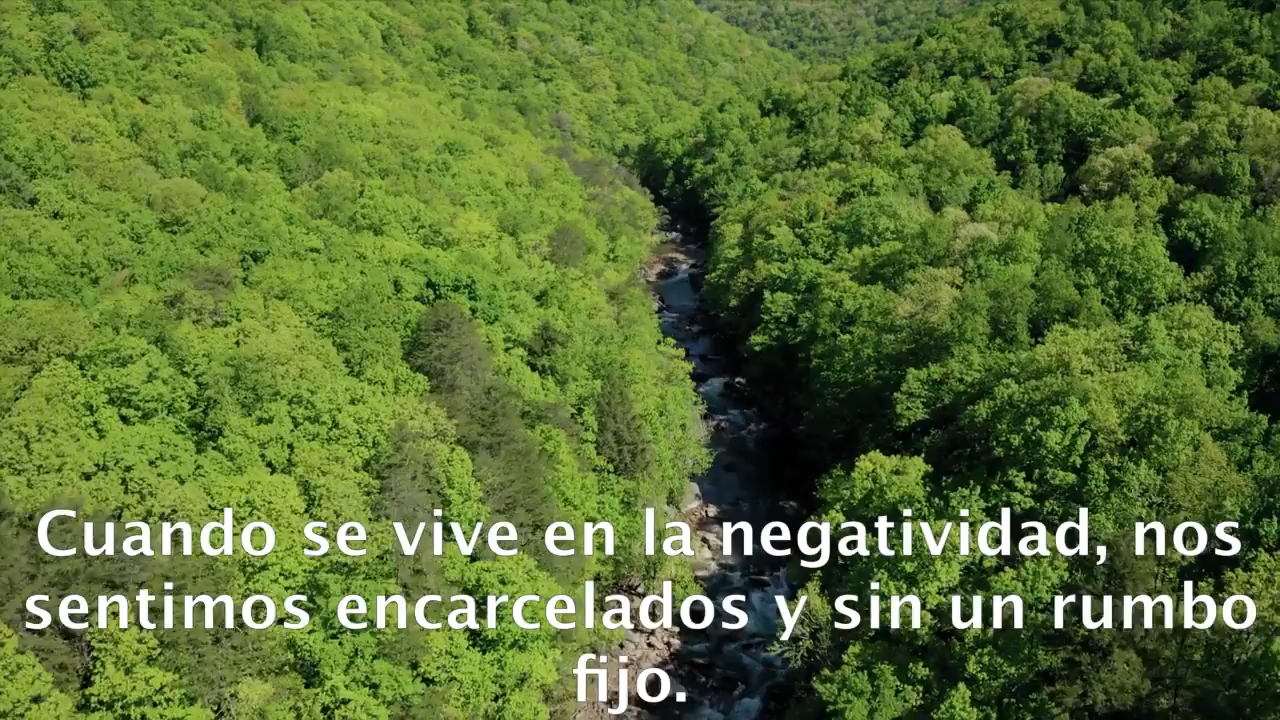 Cuando se vive en la negatividad, nos
sentimos encarcelados y sin un rumbo
fijo.